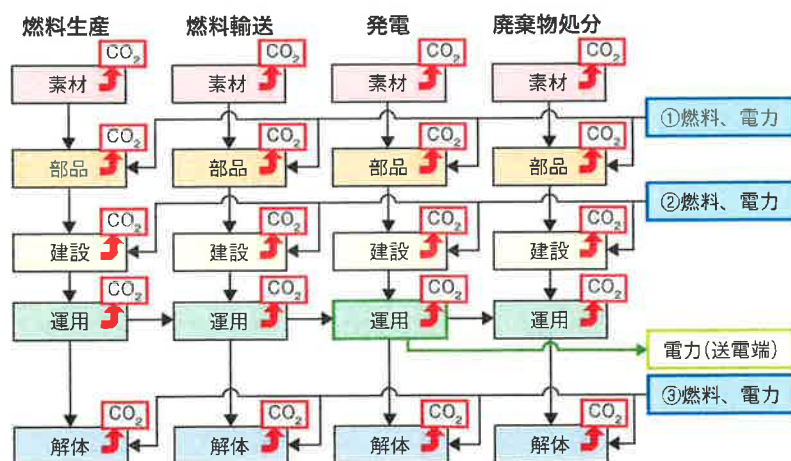 燃料生産 燃料輸送 発電 廃棄物処分
CO2 CO2 CO2 CO2
素材 素材 素材 素材
①燃料、電力
CO2 CO2 CO2 CO2
部品 部品 部品 部品
②燃料、電力
CO2 CO2 CO2 CO2
建設 建設 建設 建設
CO2 CO2 CO2 CO2
運用 運用 運用 運用
電力(送電端)
③燃料、電力
CO2 CO2 CO2 CO2
解体 解体 解体 解体